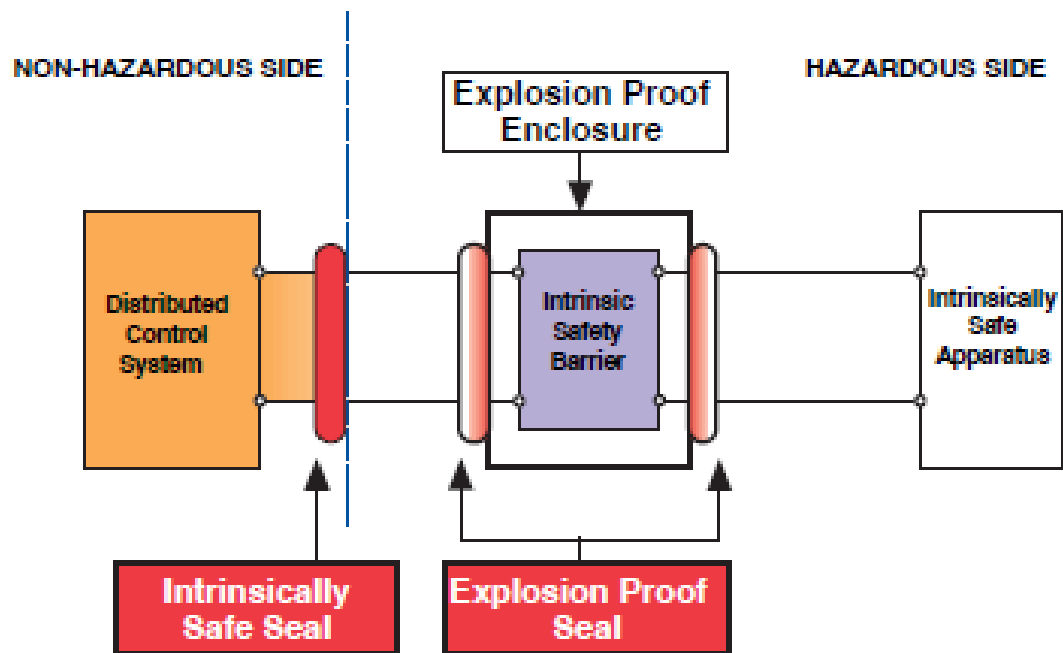 NON-HAZARDOUS SIDE
HAZARDOUS SIDE
Explosion Proof
Enclosure
Distributed
Control
System
Intrinsic
Safety
Barrier
Intrinsically
Safe
Apparatus
Intrinsically
Safe Seal
Explosion Proof
Seal